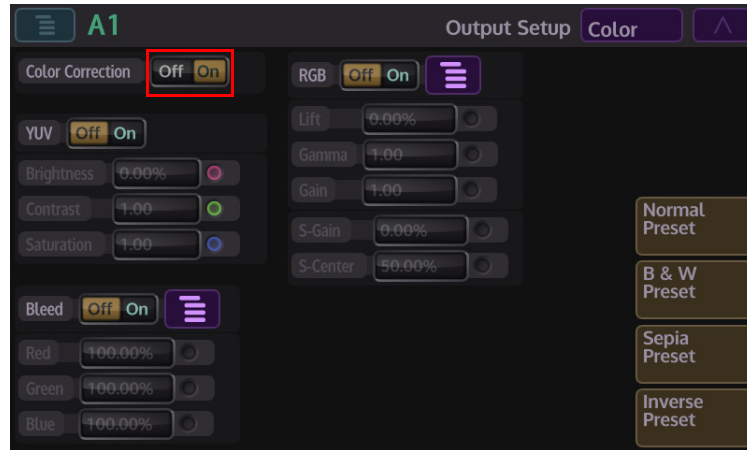 A1
Output Setup Color
Color Correction Off On
YUV Off On
Brightness 0.00%
Contrast 1.00
Saturation 1.00
Bleed Off On
Red 100.00%
Green 100.00%
Blue 100.00%
RGB Off On
Lift 0.00%
Gamma 1.00
Gain 1.00
S-Gain 0.00%
S-Center 50.00%
Normal
Preset
B & W
Preset
Sepia
Preset
Inverse
Preset